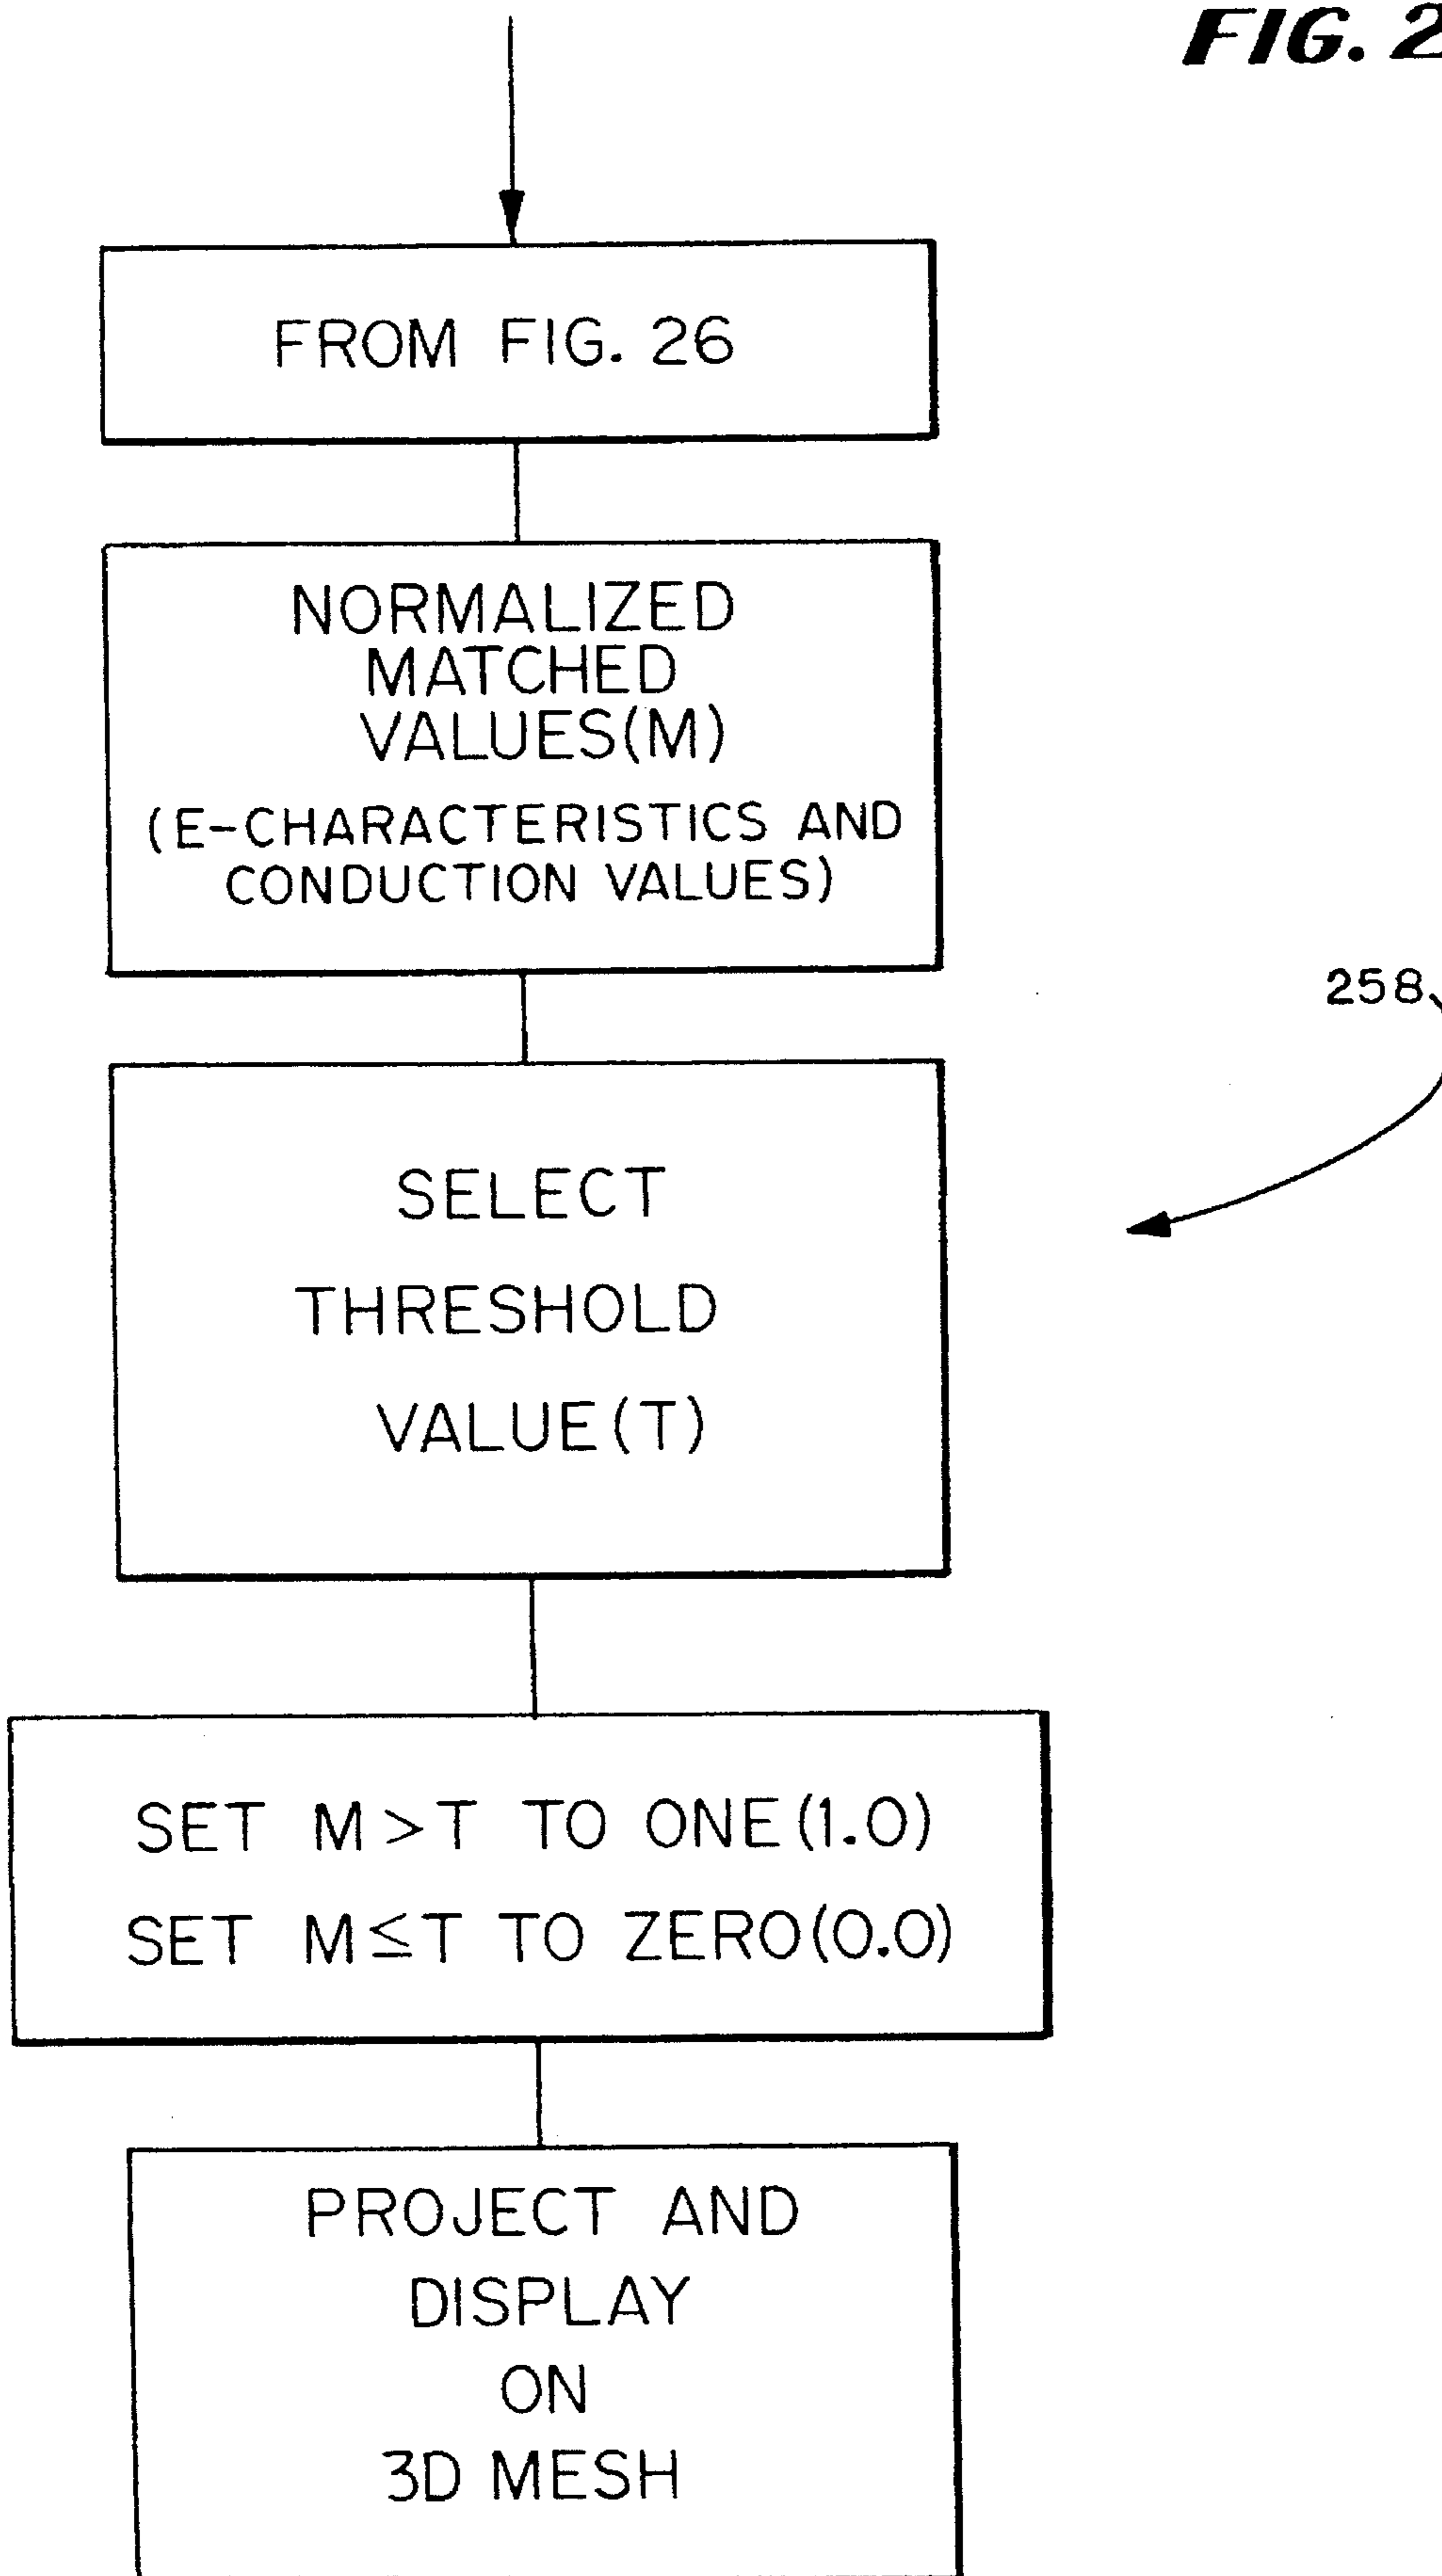 FIG. 2
FROM FIG. 26
NORMALIZED
MATCHED
VALUES(M)
(E-CHARACTERISTICS AND
CONDUCTION VALUES)
258
SELECT
THRESHOLD
VALUE(T)
SET M>T TO ONE(1.0)
SET M≤T TO ZERO(0.0)
PROJECT AND
DISPLAY
ON
3D MESH